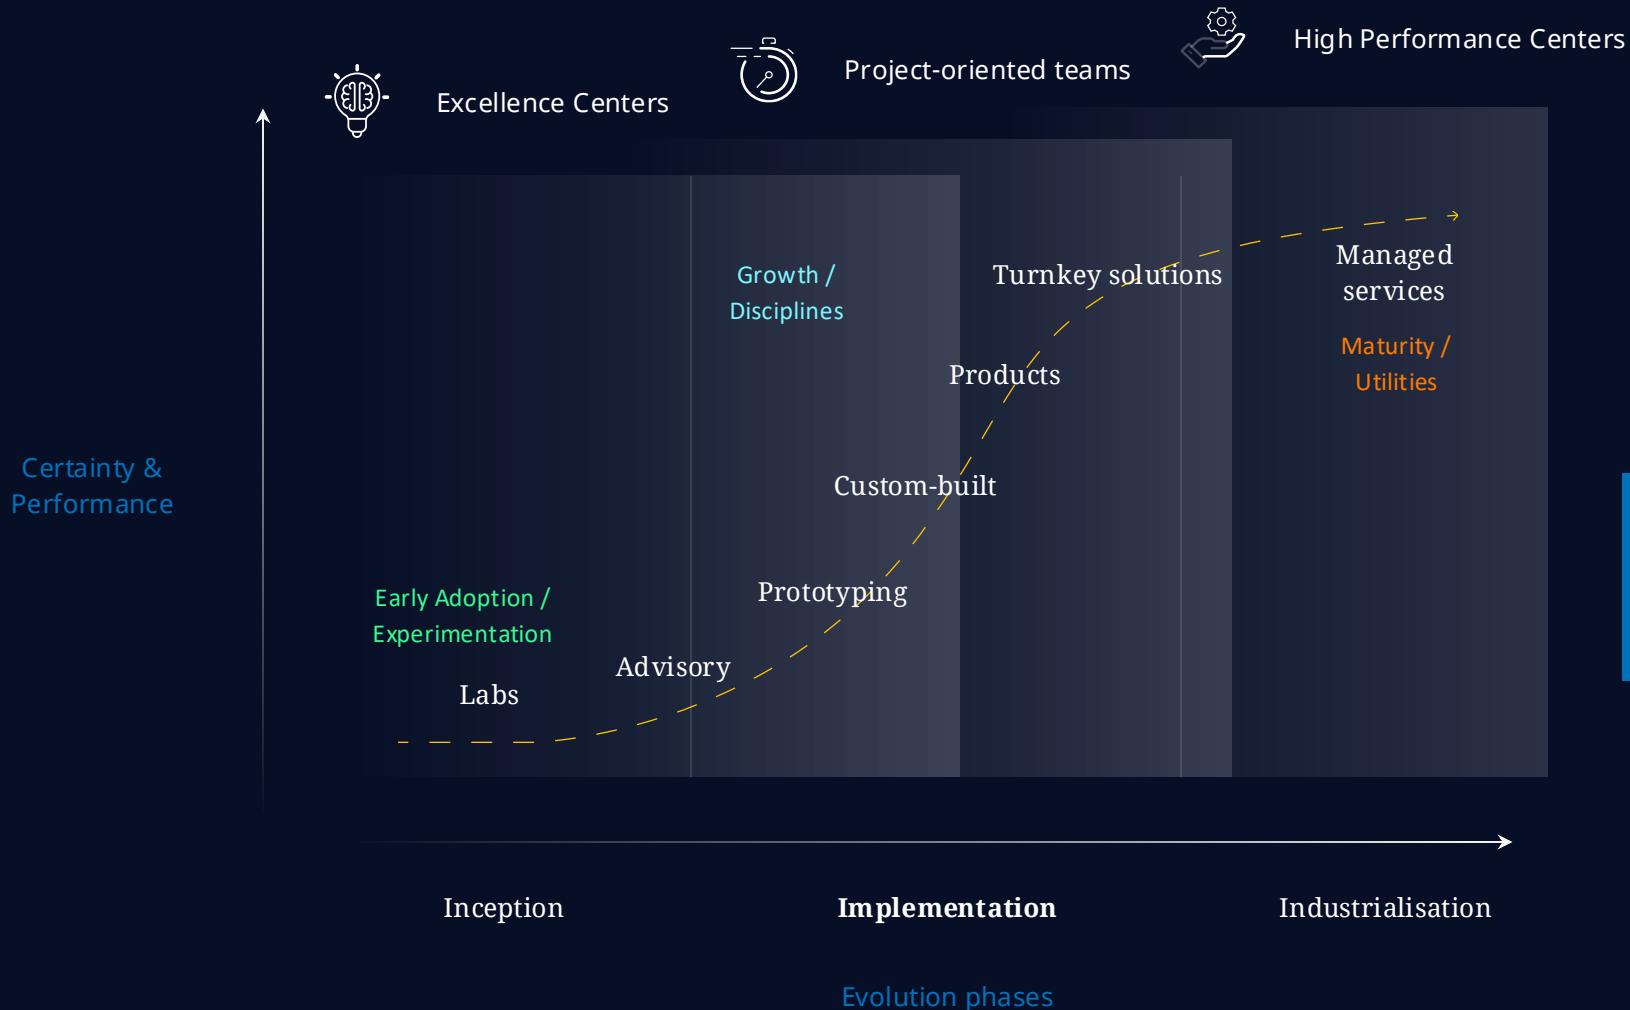 High Performance Centers
Project-oriented teams
Excellence Centers
Growth /
Disciplines
Turnkey solutions
Managed
services
Maturity /
Utilities
Products
Certainty &
Performance
Custom-built
Prototyping
Early Adoption /
Experimentation
Advisory
Labs
Inception
Implementation
Industrialisation
Evolution phases